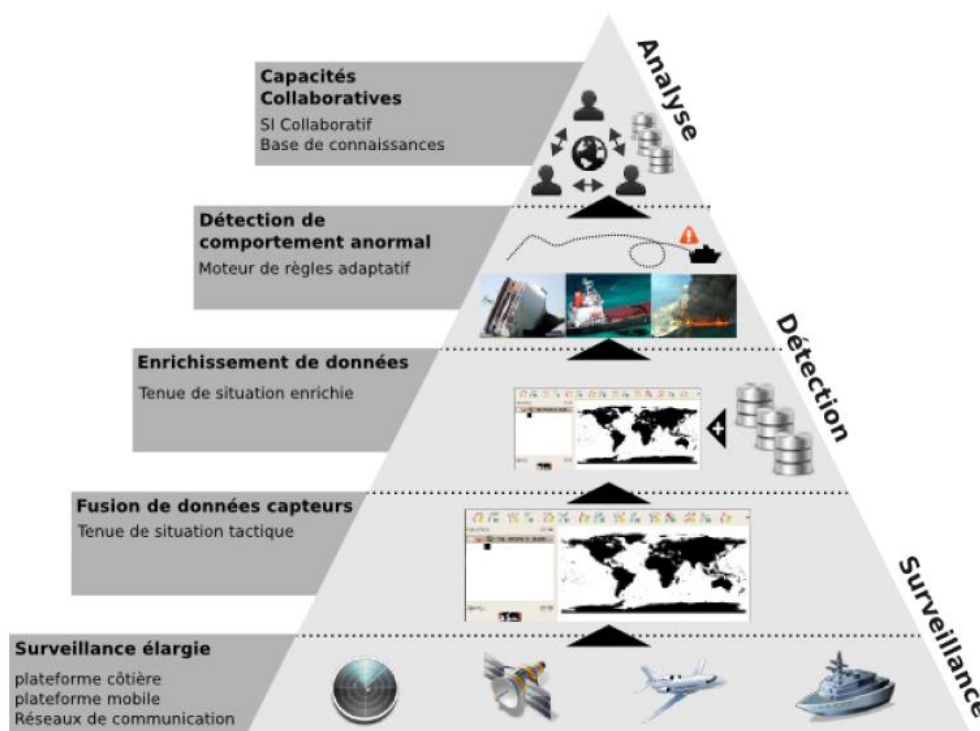 Analyse
Capacités
Collaboratives
SI Collaboratif
Base de connaissances
Détection de
comportement anormal
Moteur de règles adaptatif
Détection
Enrichissement de données
Tenue de situation enrichie
Fusion de données capteurs
Tenue de situation tactique
Surveillance
Surveillance élargie
plateforme côtière
plateforme mobile
Réseaux de communication